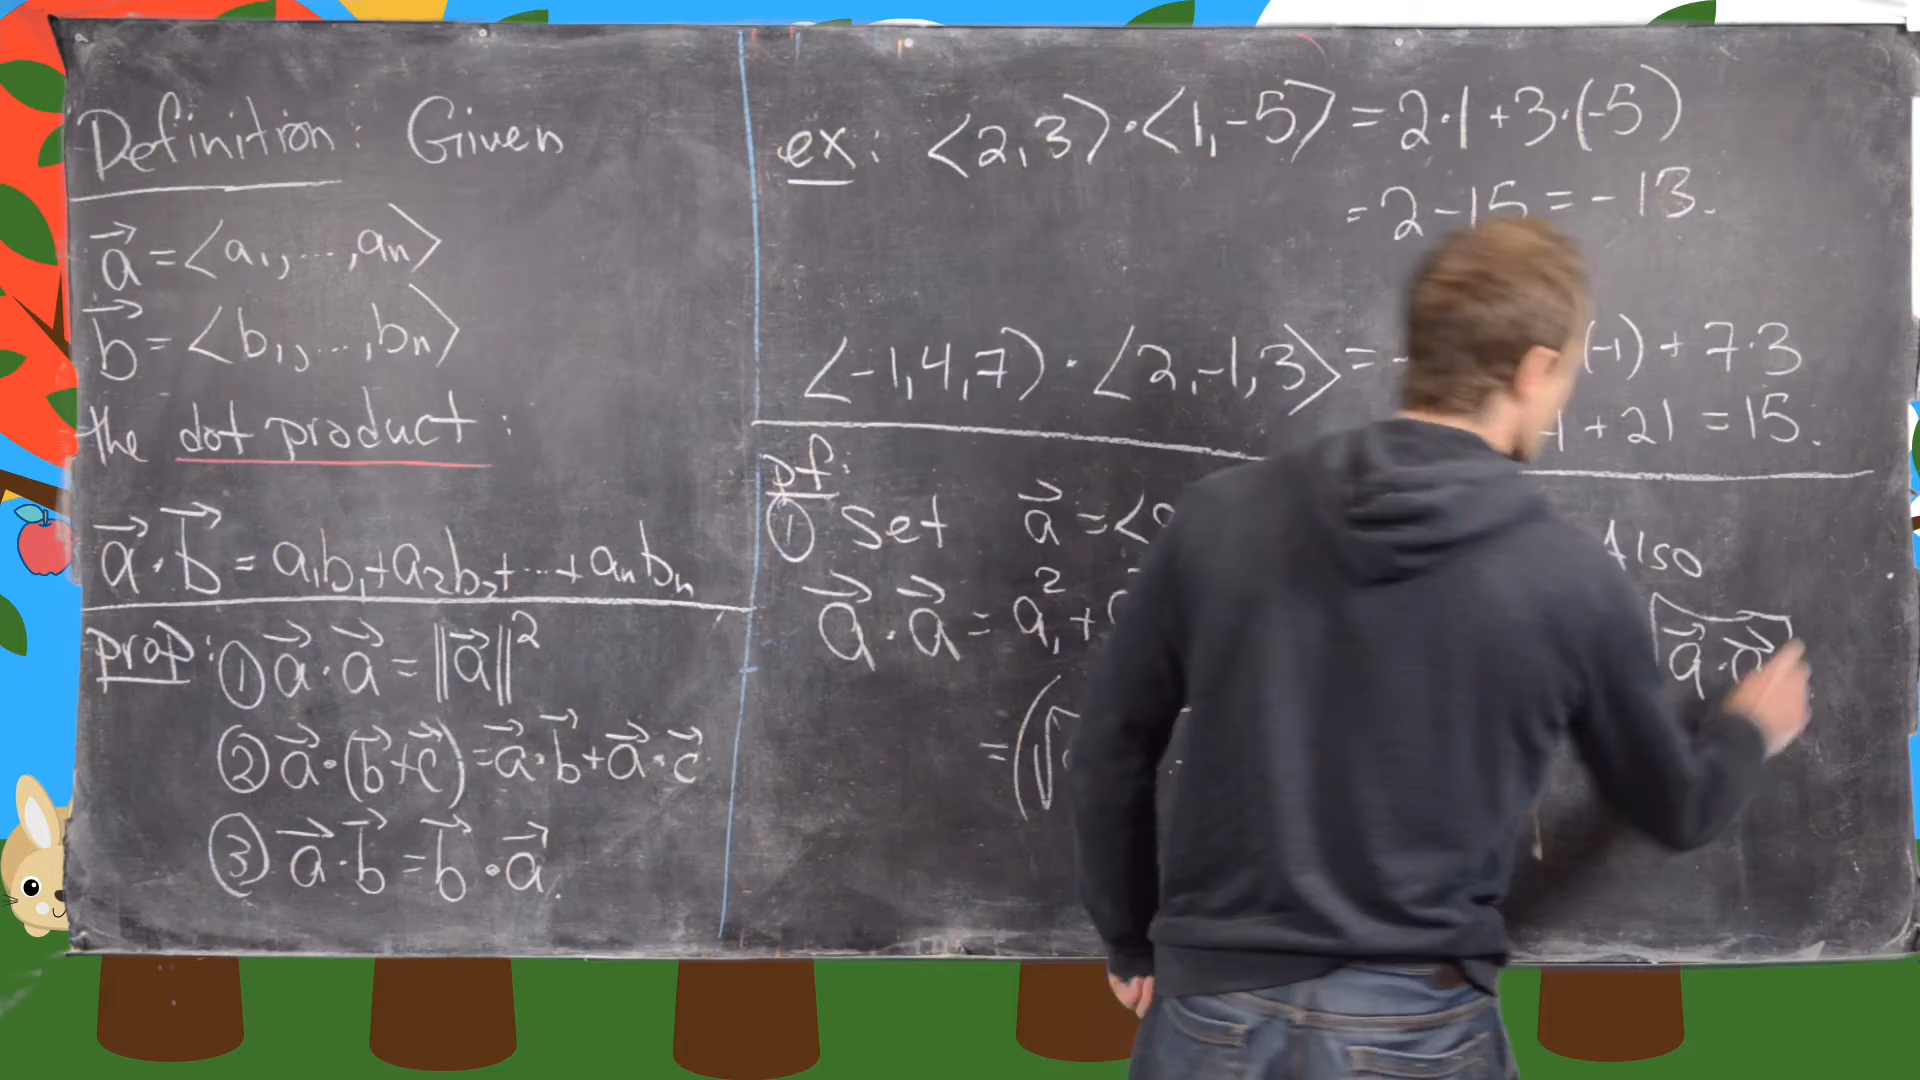 Definition: Given
a⃗ = <a₁, ..., aₙ>
b⃗ = <b₁, ..., bₙ>
the dot product:
a⃗ · b⃗ = a₁b₁ + a₂b₂ + ... + aₙbₙ
prop: ① a⃗ · a⃗ = ||a⃗||²
② a⃗ · (b⃗ + c⃗) = a⃗ · b⃗ + a⃗ · c⃗
③ a⃗ · b⃗ = b⃗ · a⃗.
ex: <2,3> · <1,-5> = 2·1 + 3·(-5)
= 2 - 15 = -13.
<-1,4,7> · <2,-1,3> = - (-1) + 7·3
+ 21 = 15.
pf:
① Set a⃗ = <
a⃗ · a⃗ = a₁² +
= (√
Also
√a⃗ · a⃗